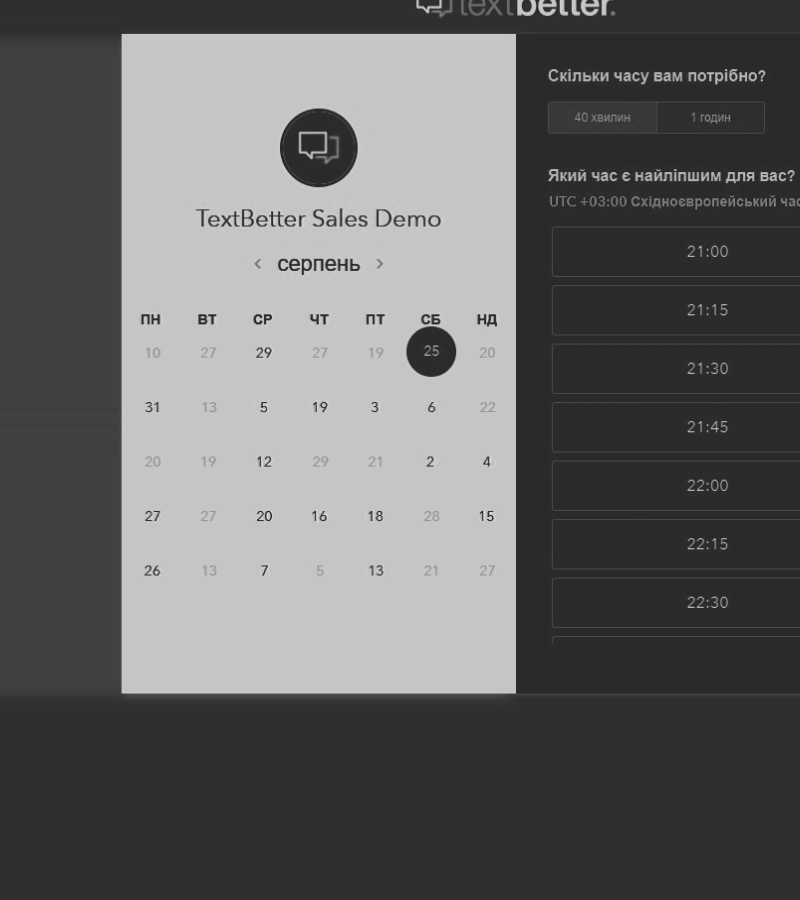 textbetter.
TextBetter Sales Demo
‹ серпень ›
ПН ВТ СР ЧТ ПТ СБ НД
10 27 29 27 19 25 20
31 13 5 19 3 6 22
20 19 12 29 21 2 4
27 27 20 16 18 28 15
26 13 7 5 13 21 27
Скільки часу вам потрібно?
40 хвилин 1 годин
Який час є найліпшим для вас?
UTC +03:00 Східноєвропейський час
21:00
21:15
21:30
21:45
22:00
22:15
22:30